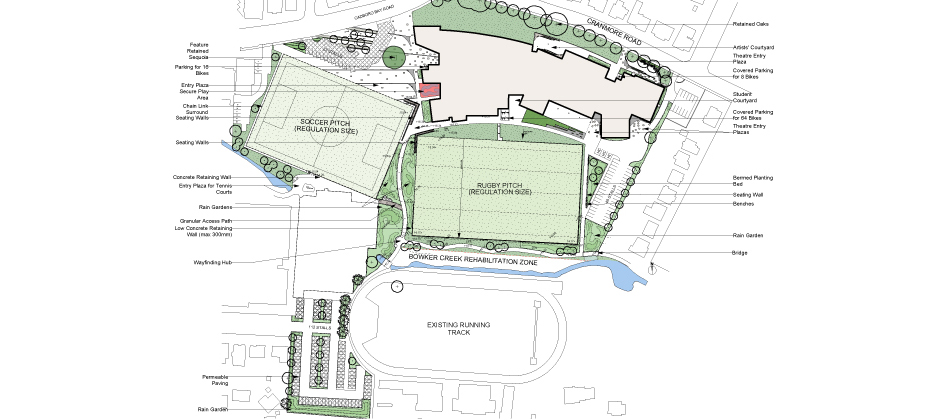 CADBORO BAY ROAD
CRANMORE ROAD
Feature
Retained
Sequoia
Parking for 10
Bikes
Entry Plaza
Secure Play
Area
Chain Link
Surround
Seating Walls
Seating Walls
Concrete Retaining Wall
Entry Plaza for Tennis
Courts
Rain Gardens
Granular Access Path
Low Concrete Retaining
Wall (max 300mm)
Wayfinding Hub
Permeable
Paving
Rain Garden
SOCCER PITCH
(REGULATION SIZE)
RUGBY PITCH
(REGULATION SIZE)
BOWKER CREEK REHABILITATION ZONE
EXISTING RUNNING
TRACK
STALLS
Retained Oaks
Artists' Courtyard
Theatre Entry
Plaza
Covered Parking
for 8 Bikes
Student
Courtyard
Covered Parking
for 64 Bikes
Theatre Entry
Plazas
Bermed Planting
Bed
Seating Wall
Benches
Rain Garden
Bridge